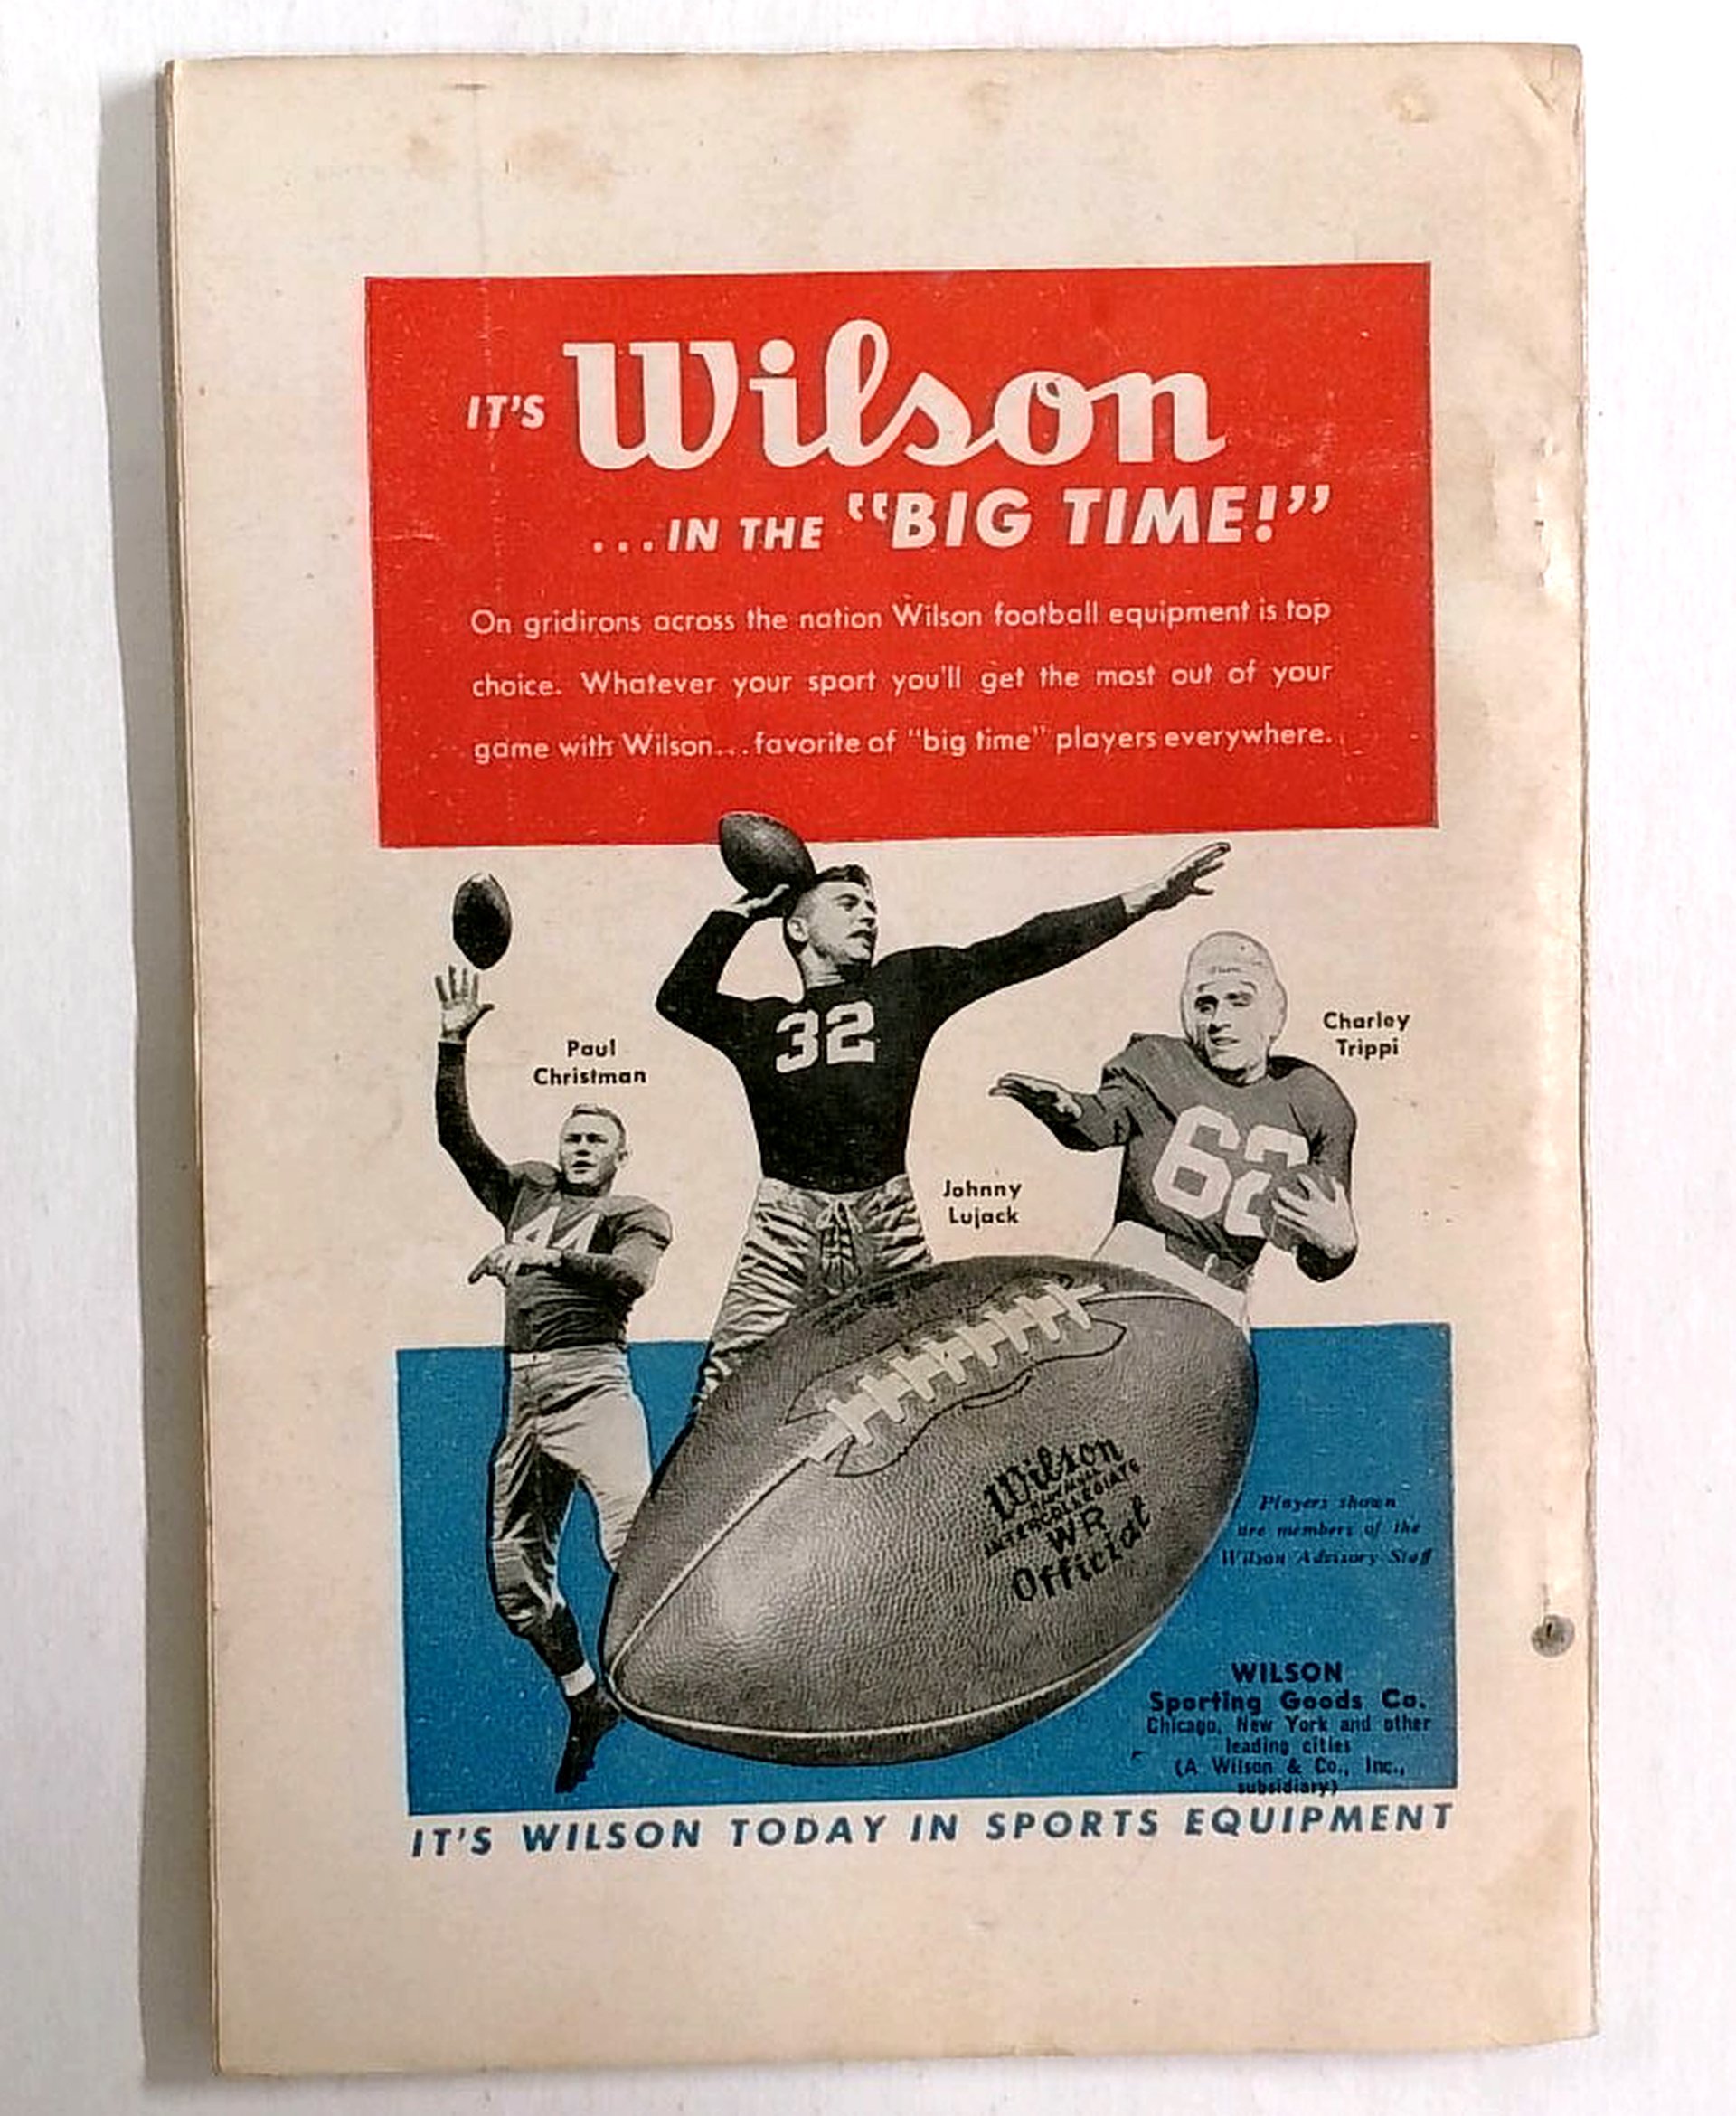 IT'S Wilson
...IN THE "BIG TIME!"
On gridirons across the nation Wilson football equipment is top
choice. Whatever your sport you'll get the most out of your
game with Wilson...favorite of "big time" players everywhere.
Paul
Christman
32
Charley
Trippi
44
62
Johnny
Lujack
Wilson
INTERCOLLEGIATE
WR
Official
Players shown
are members of the
Wilson Advisory Staff
WILSON
Sporting Goods Co.
Chicago, New York and other
leading cities
(A Wilson & Co., Inc.,
subsidiary)
IT'S WILSON TODAY IN SPORTS EQUIPMENT